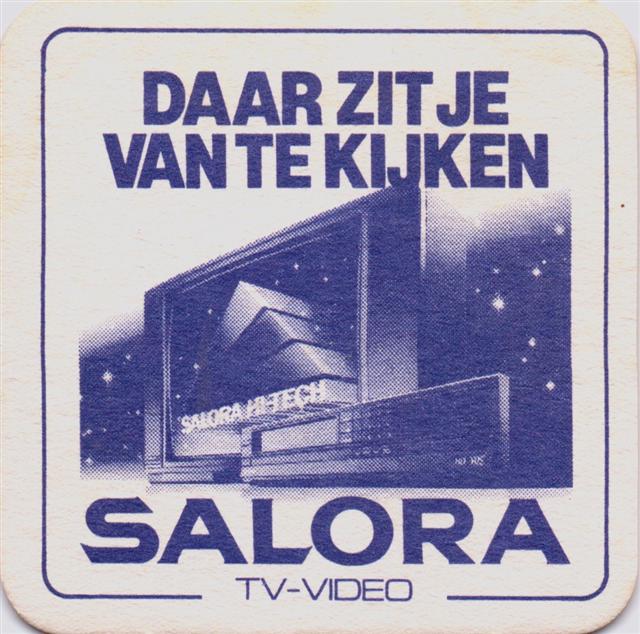 DAAR ZIT JE
VAN TE KIJKEN
SALORA HI-TECH
SALORA
TV-VIDEO